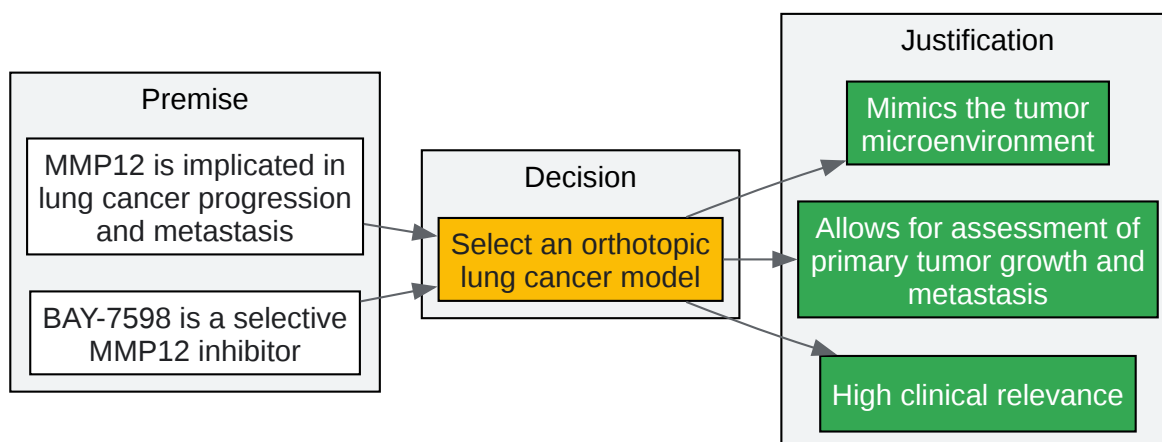 Premise
MMP12 is implicated in
lung cancer progression
and metastasis
BAY-7598 is a selective
MMP12 inhibitor
Decision
Select an orthotopic
lung cancer model
Justification
Mimics the tumor
microenvironment
Allows for assessment of
primary tumor growth and
metastasis
High clinical relevance